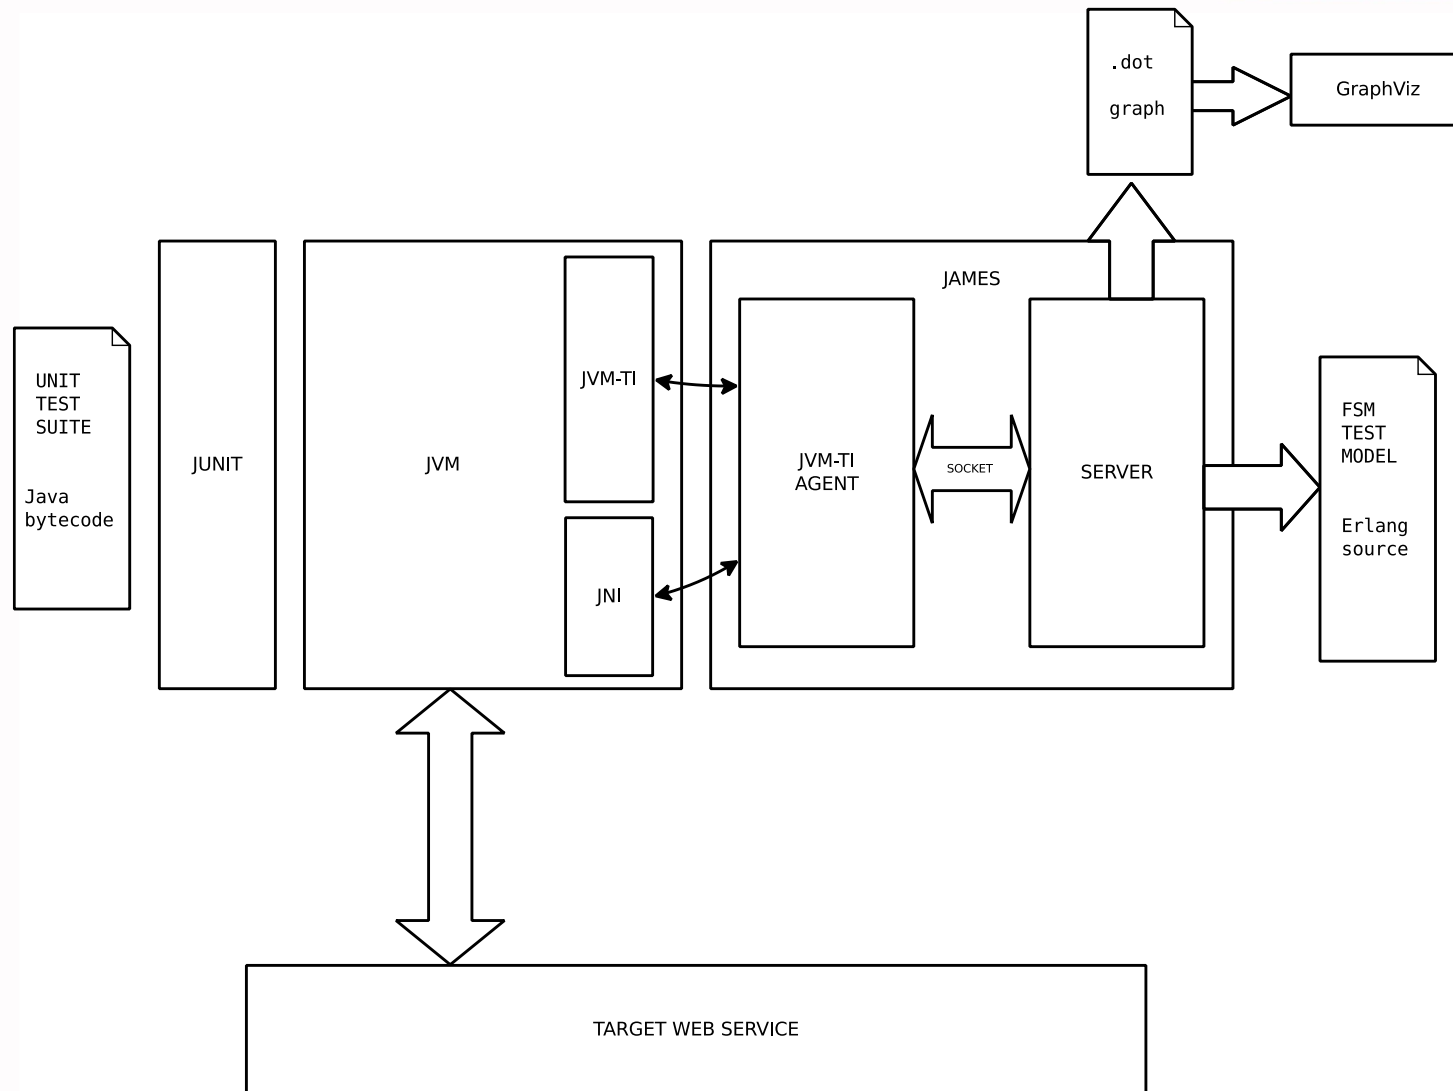 .dot
graph
GraphViz
JAMES
UNIT
TEST
SUITE
Java
bytecode
JUNIT
JVM
JVM-TI
JNI
JVM-TI
AGENT
SOCKET
SERVER
FSM
TEST
MODEL
Erlang
source
TARGET WEB SERVICE